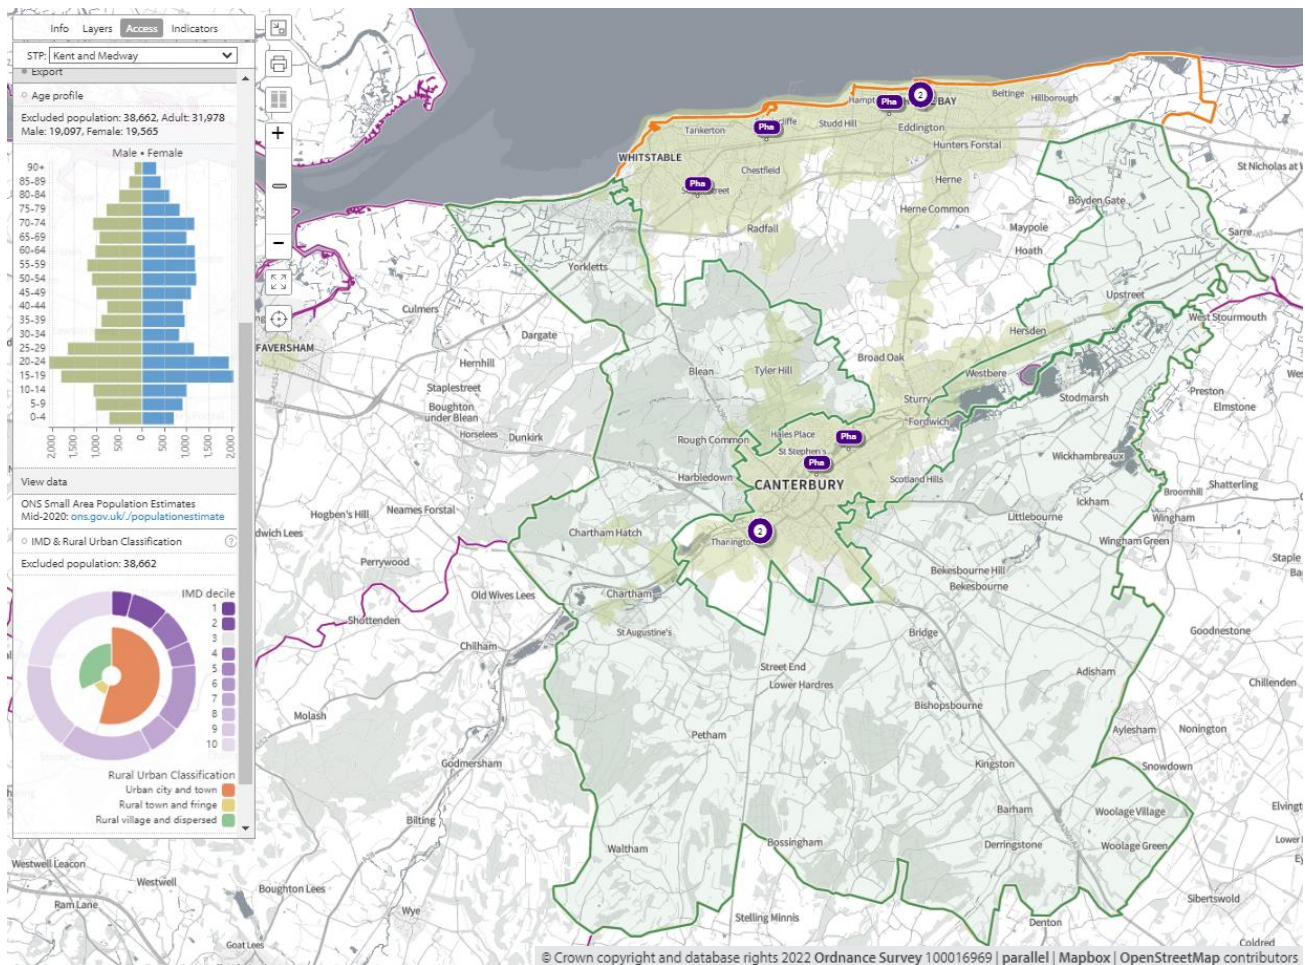 Info Layers Access Indicators
STP: Kent and Medway
Export
Age profile
Excluded population: 38,662, Adult: 31,978
Male: 19,097, Female: 19,565
Male • Female
90+
85-89
80-84
75-79
70-74
65-69
60-64
55-59
50-54
45-49
40-44
35-39
30-34
25-29
20-24
15-19
10-14
5-9
0-4
2,000 1,500 1,000 500 0 500 1,000 1,500 2,000
View data
ONS Small Area Population Estimates
Mid-2020: ons.gov.uk/./populationestimate
IMD & Rural Urban Classification ?
Excluded population: 38,662
IMD decile
1
2
3
4
5
6
7
8
9
10
Rural Urban Classification
Urban city and town
Rural town and fringe
Rural village and dispersed
+
−
2
BAY
Beltinge
Hillborough
Pha
Hampt
Pha
Tankerton
Studd Hill
Eddington
Hunters Forstal
WHITSTABLE
Chestfield
Pha
Herne
St Nicholas at W
Boyden Gate
Herne Common
Radfall
Maypole
Sarre
A253
Hoath
Yorkletts
Upstreet
A28
Culmers
Hersden
West Stourmouth
Dargate
FAVERSHAM
Broad Oak
Hernhill
Blean
Tyler Hill
Westbere
Staplestreet
Sturry
Stodmarsh
Preston
Boughton
under Blean
Elmstone
Fordwich
Horselees
Dunkirk
Rough Common
Hales Place
Pha
St Stephen's
Wickhambreaux
A2
Pha
Harbledown
CANTERBURY
Scotland Hills
Shatterling
Broomhill
Ickham
Hogben's Hill
Neames Forstal
Littlebourne
Wingham
dwich Lees
Chartham Hatch
2
Thanington
Wingham Green
Staple
Perrywood
Bekesbourne Hill
Bekesbourne
Old Wives Lees
Chartham
Shottenden
St Augustine's
Bridge
Goodnestone
Chilham
Street End
Adisham
Lower Hardres
Chillenden
Bishopsbourne
Molash
Petham
Aylesham
Nonington
Godmersham
Kingston
Snowdown
Barham
Woolage Village
Bilting
Waltham
Bossingham
Derringstone
Woolage Green
Westwell Leacon
Westwell
Boughton Lees
Ram Lane
Wye
Stelling Minnis
Denton
Sibertswold
Goat Lees
Coldred
© Crown copyright and database rights 2022 Ordnance Survey 100016969 | parallel | Mapbox | OpenStreetMap contributors